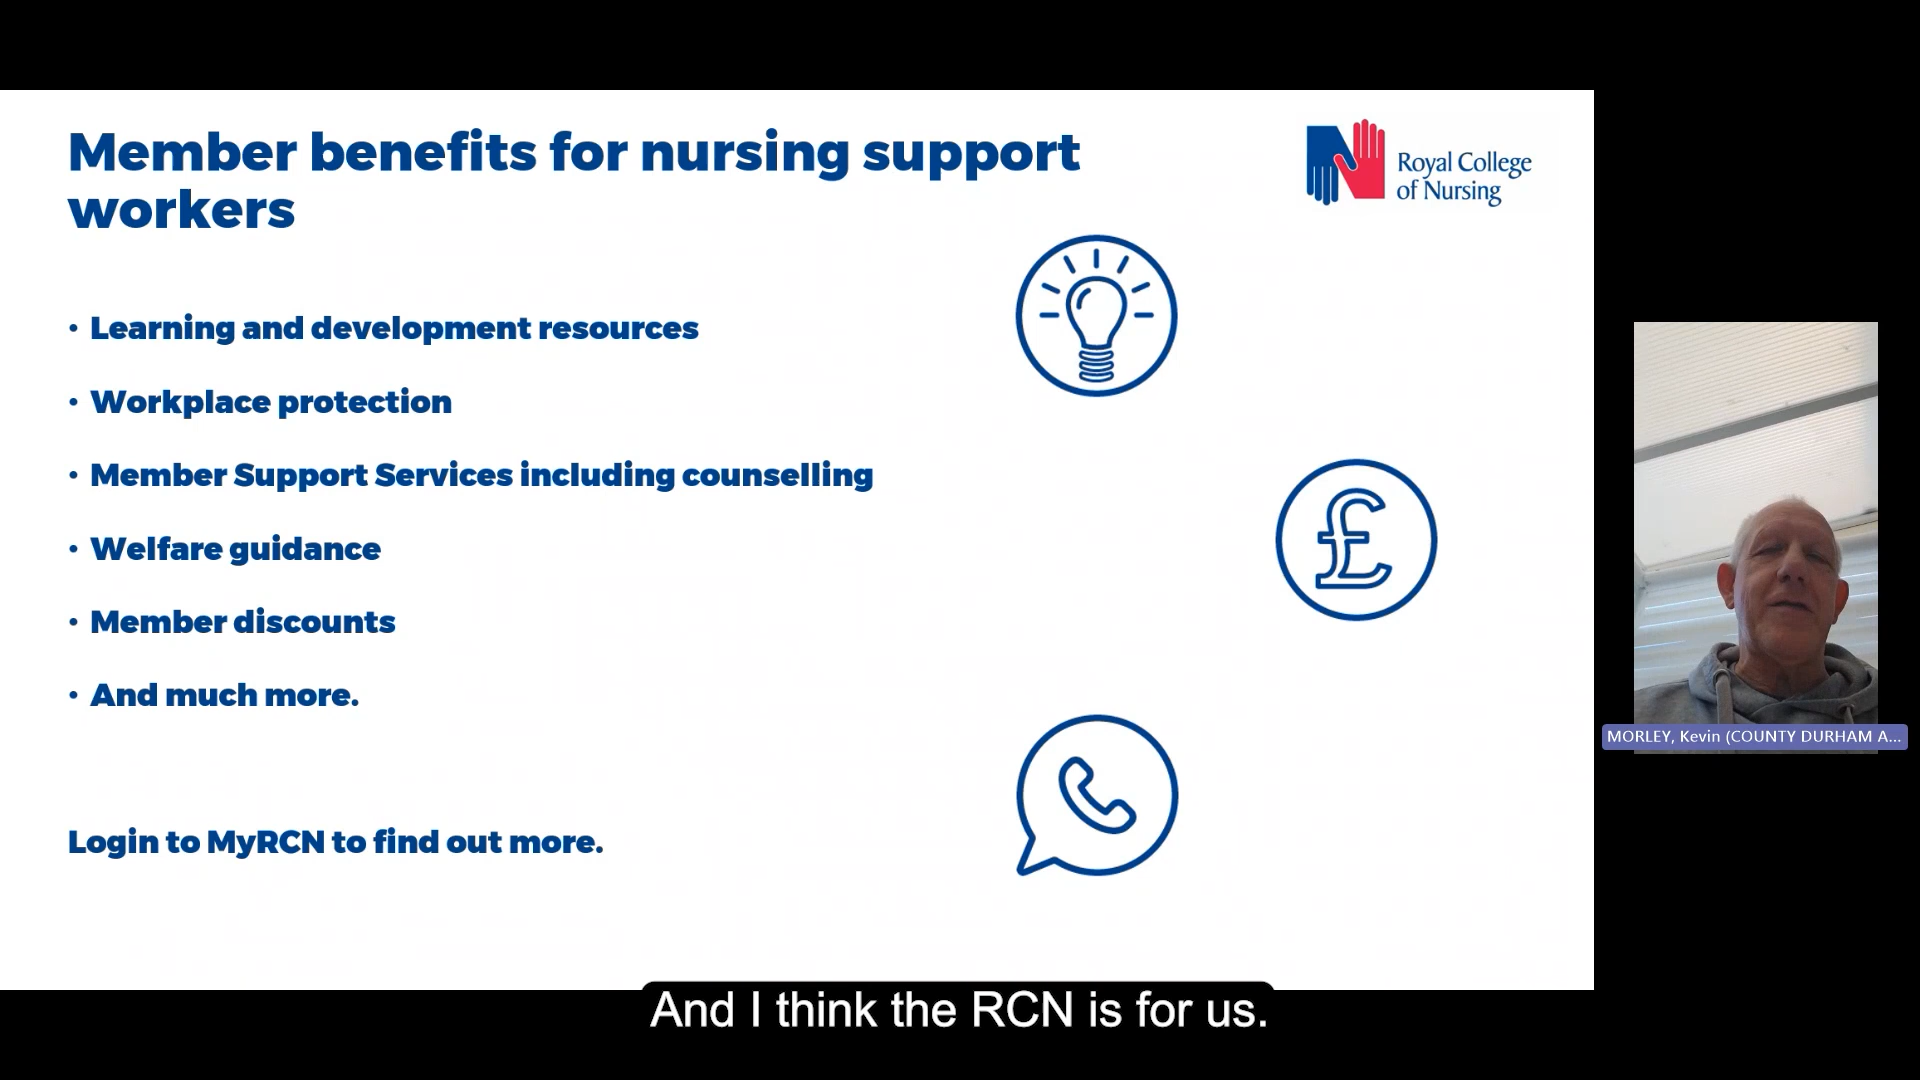 Member benefits for nursing support
workers
Royal College
of Nursing
• Learning and development resources
• Workplace protection
• Member Support Services including counselling
£
• Welfare guidance
• Member discounts
• And much more.
MORLEY, Kevin (COUNTY DURHAM A...
Login to MyRCN to find out more.
And I think the RCN is for us.